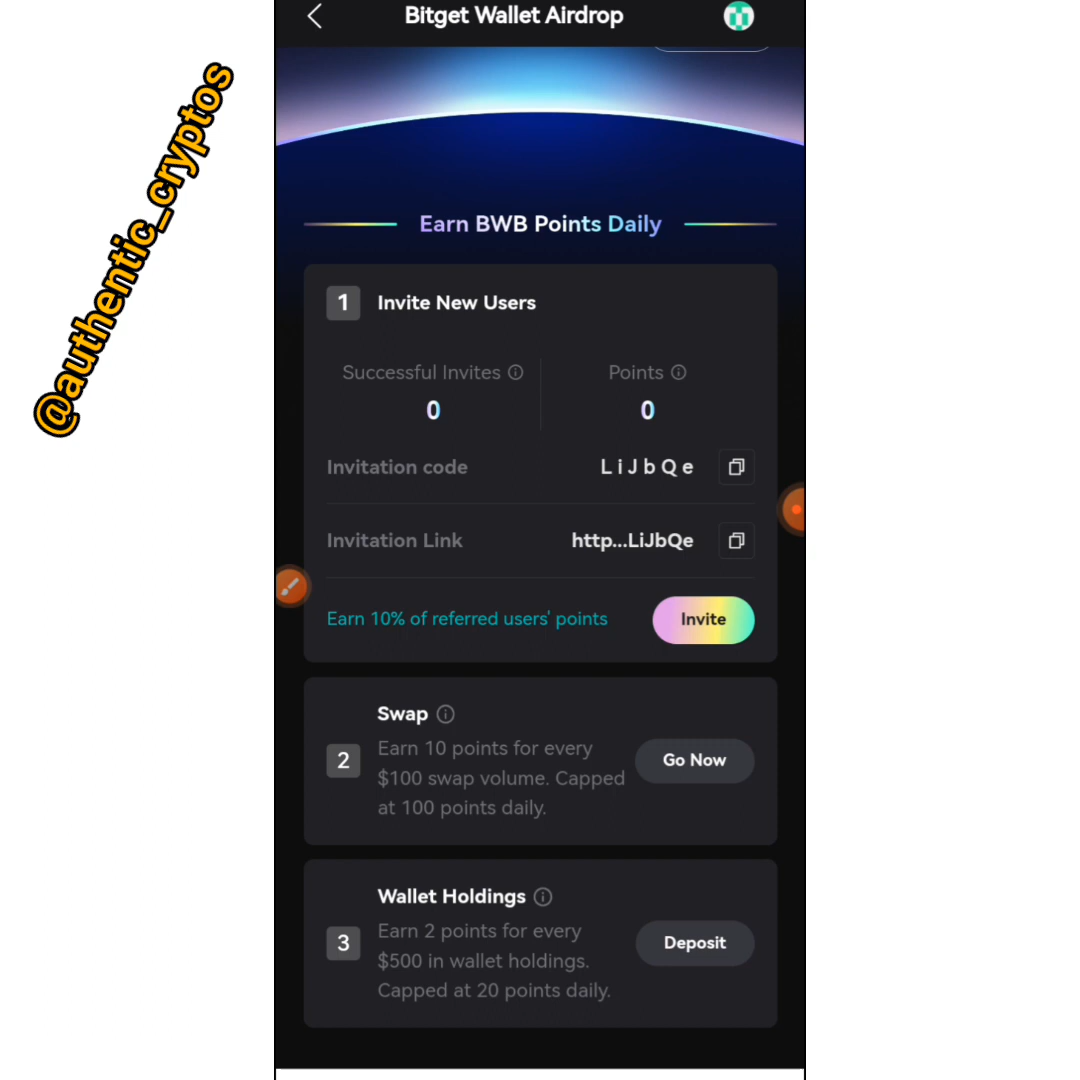 Bitget Wallet Airdrop
@authentic_cryptos
Earn BWB Points Daily
1 Invite New Users
Successful Invites Points
0 0
Invitation code L i J b Q e
Invitation Link http...LiJbQe
Earn 10% of referred users' points Invite
Swap
2
Earn 10 points for every
$100 swap volume. Capped
at 100 points daily.
Go Now
Wallet Holdings
3
Earn 2 points for every
$500 in wallet holdings.
Capped at 20 points daily.
Deposit